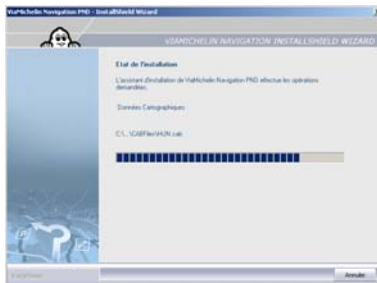 ViaMichelin Navigation PND - InstallShield Wizard
VIAMICHELIN NAVIGATION INSTALLSHIELD WIZARD
Etat de l'installation
L'assistant d'installation de ViaMichelin Navigation PND effectue les opérations
demandées.
Données Cartographiques
C:\...\CABFiles\HUN.cab
InstallShield
Annuler